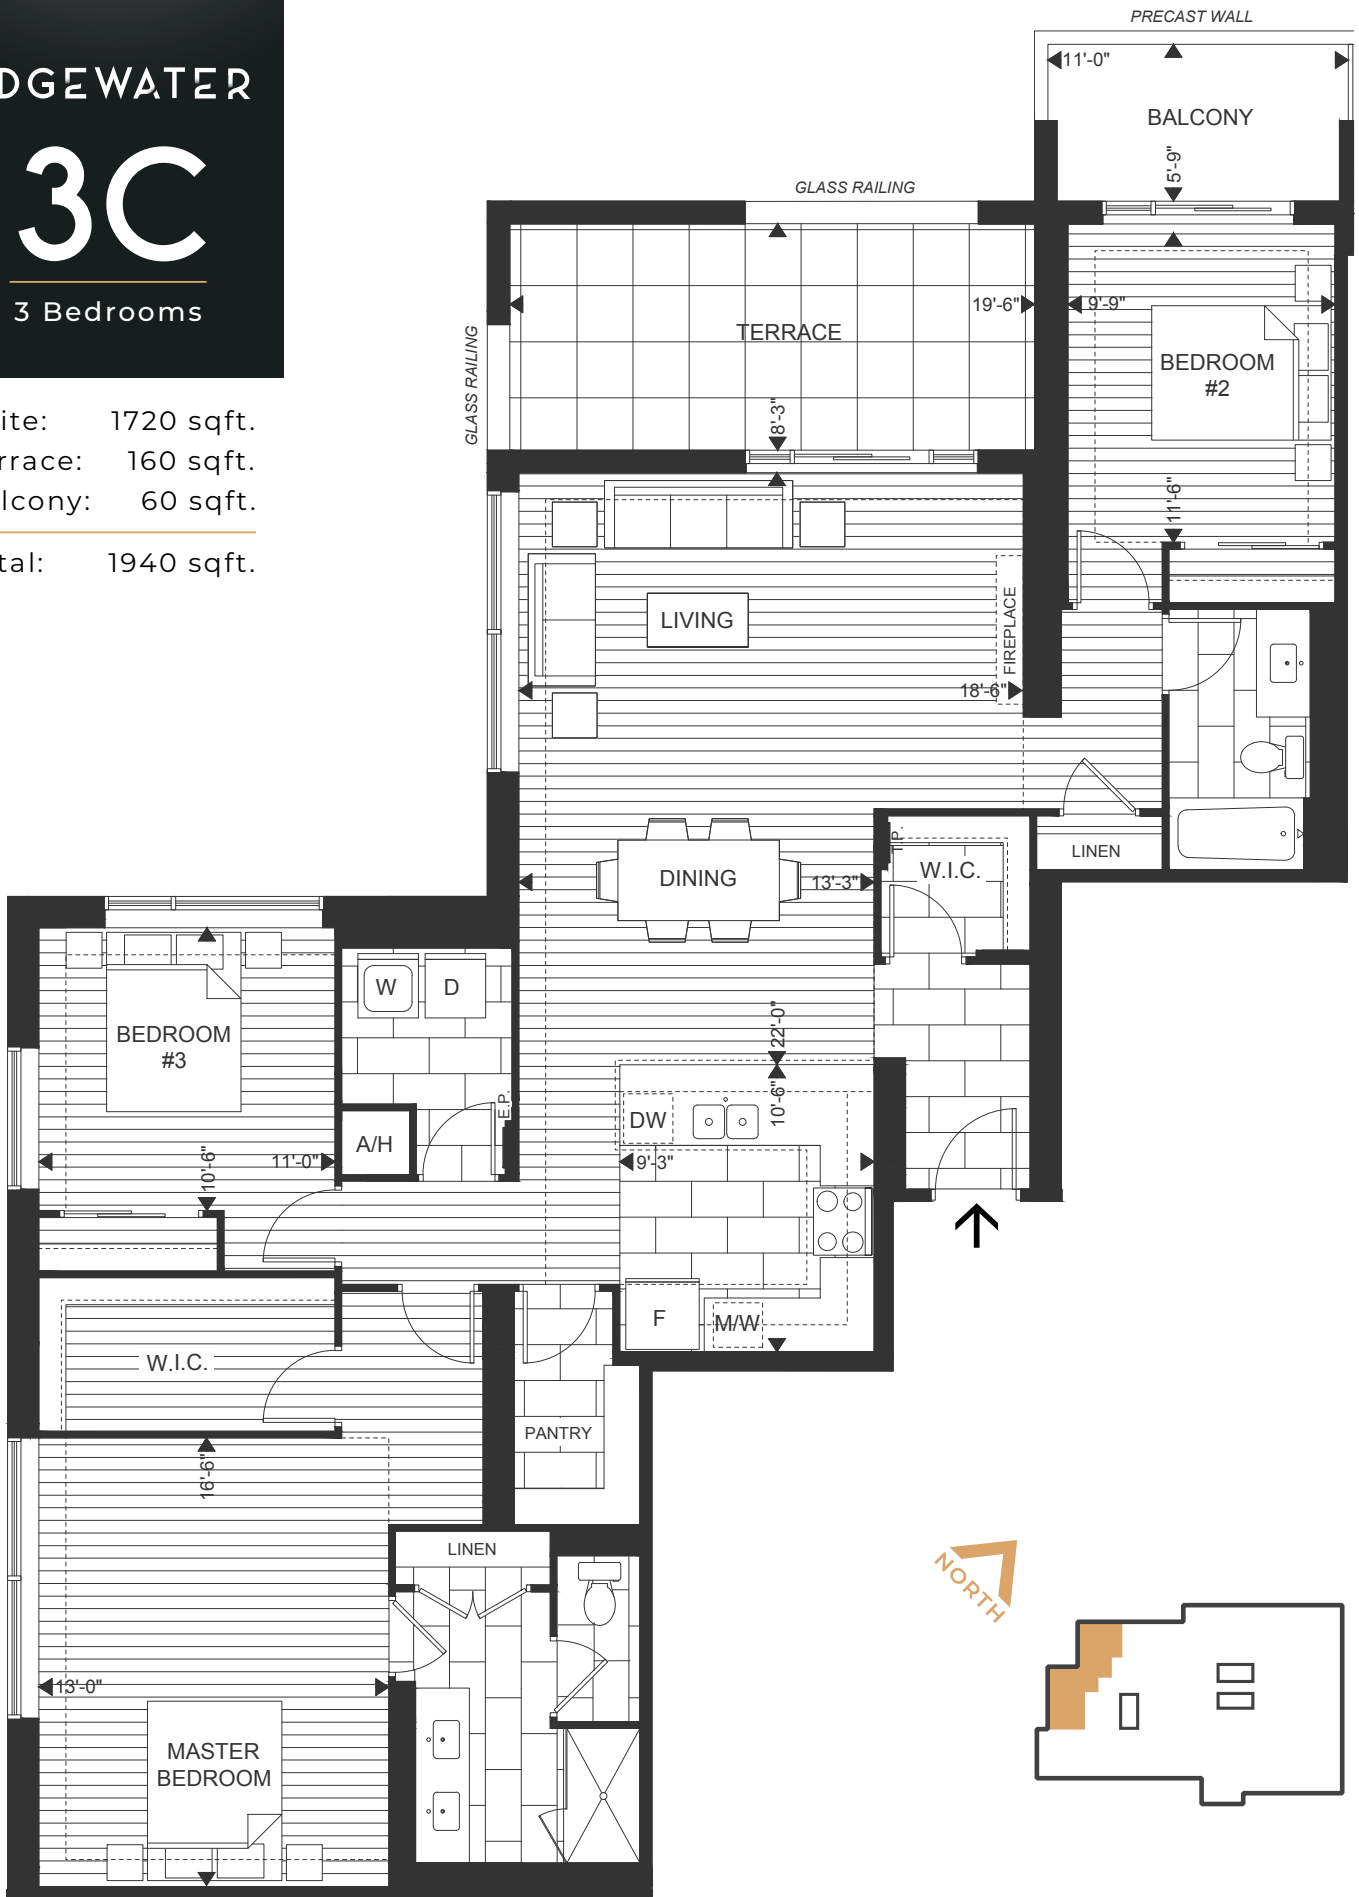 DGEWATER
3C
3 Bedrooms
ite: 1720 sqft.
rrace: 160 sqft.
lcony: 60 sqft.
tal: 1940 sqft.
PRECAST WALL
11'-0"
BALCONY
5'-9"
GLASS RAILING
GLASS RAILING
19'-6"
TERRACE
8'-3"
9'-9"
BEDROOM
#2
11'-6"
LIVING
FIREPLACE
18'-6"
LINEN
T.P.
W.I.C.
DINING
13'-3"
22'-0"
W
D
BEDROOM
#3
A/H
E.P.
11'-0"
10'-6"
DW
10'-6"
9'-3"
F
M/W
W.I.C.
PANTRY
16'-6"
LINEN
13'-0"
MASTER
BEDROOM
NORTH